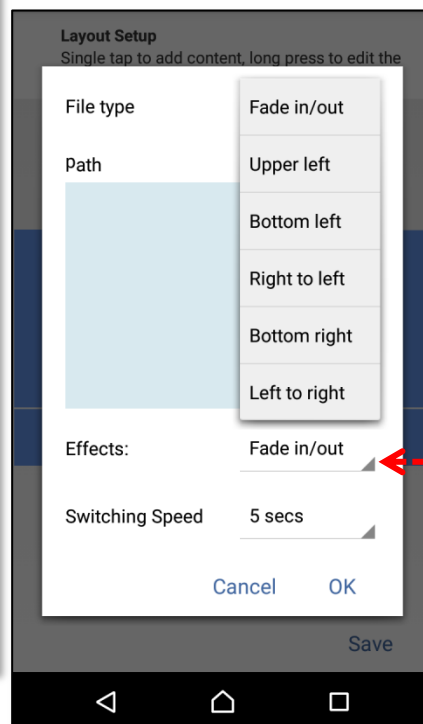 Layout Setup
Single tap to add content, long press to edit the
File type
Fade in/out
Path
Upper left
Bottom left
Right to left
Bottom right
Left to right
Effects: Fade in/out
Switching Speed 5 secs
Cancel OK
Save